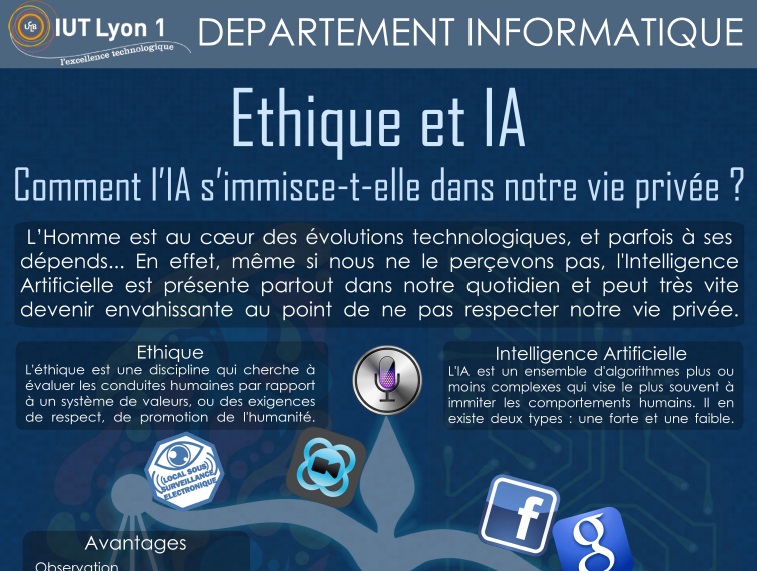 IUT Lyon 1
l'excellence technologique
DEPARTEMENT INFORMATIQUE
Ethique et IA
Comment l'IA s'immisce-t-elle dans notre vie privée ?
L'Homme est au cœur des évolutions technologiques, et parfois à ses
dépends... En effet, même si nous ne le perçevons pas, l'Intelligence
Artificielle est présente partout dans notre quotidien et peut très vite
devenir envahissante au point de ne pas respecter notre vie privée.
Ethique
L'éthique est une discipline qui cherche à
évaluer les conduites humaines par rapport
à un système de valeurs, ou des exigences
de respect, de promotion de l'humanité.
Intelligence Artificielle
L'IA est un ensemble d'algorithmes plus ou
moins complexes qui vise le plus souvent à
immiter les comportements humains. Il en
existe deux types : une forte et une faible.
LOCAL SOUS
SURVEILLANCE
ELECTRONIQUE
f
g
Avantages
Observation